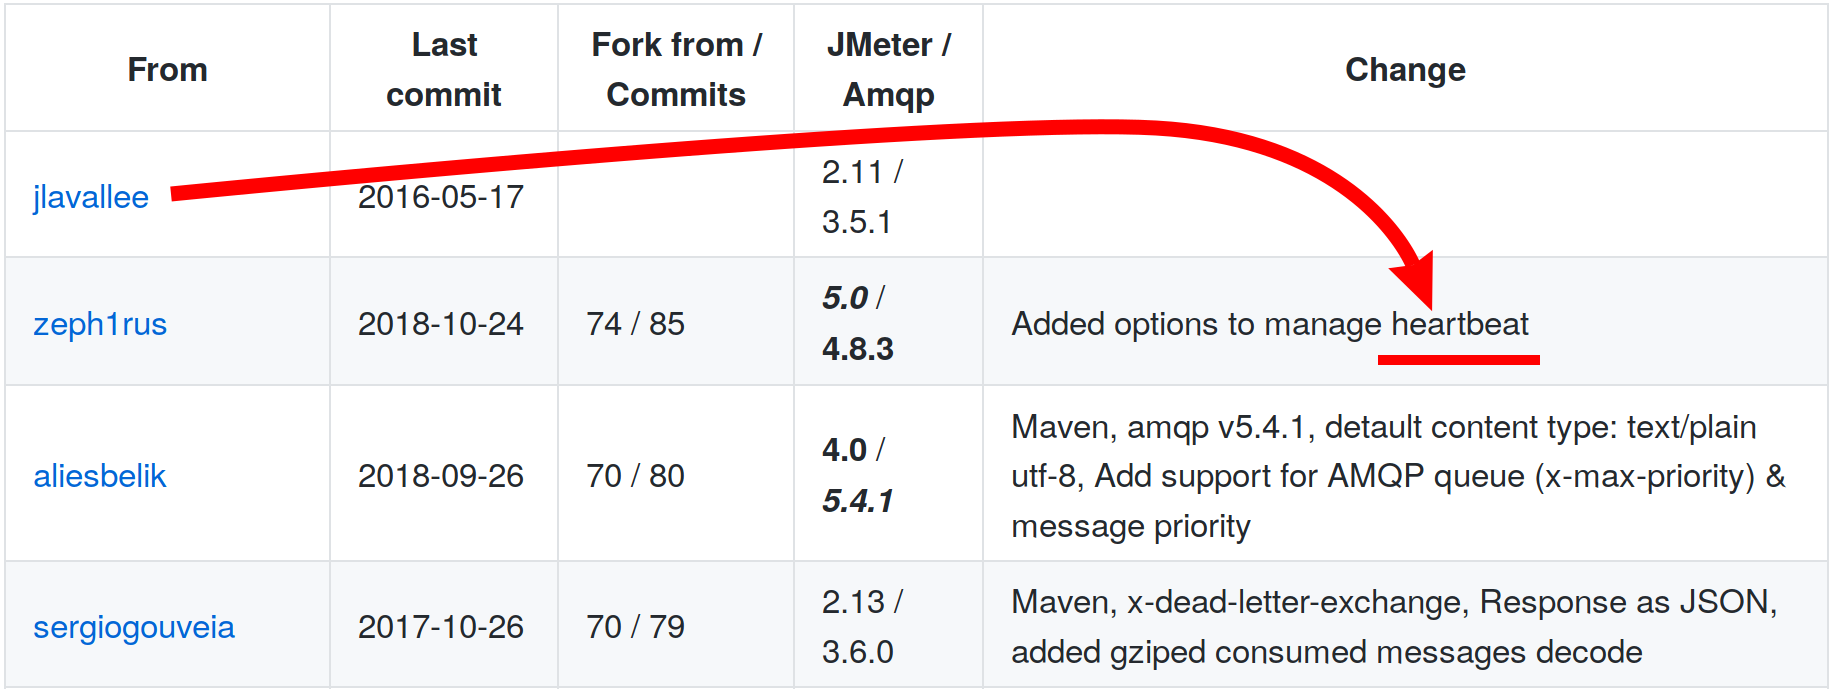 From
Last
commit
Fork from /
Commits
JMeter /
Amqp
Change
jlavallee
2016-05-17
2.11 /
3.5.1
zeph1rus
2018-10-24
74 / 85
5.0 /
4.8.3
Added options to manage heartbeat
aliesbelik
2018-09-26
70 / 80
4.0 /
5.4.1
Maven, amqp v5.4.1, detault content type: text/plain
utf-8, Add support for AMQP queue (x-max-priority) &
message priority
sergiogouveia
2017-10-26
70 / 79
2.13 /
3.6.0
Maven, x-dead-letter-exchange, Response as JSON,
added gziped consumed messages decode